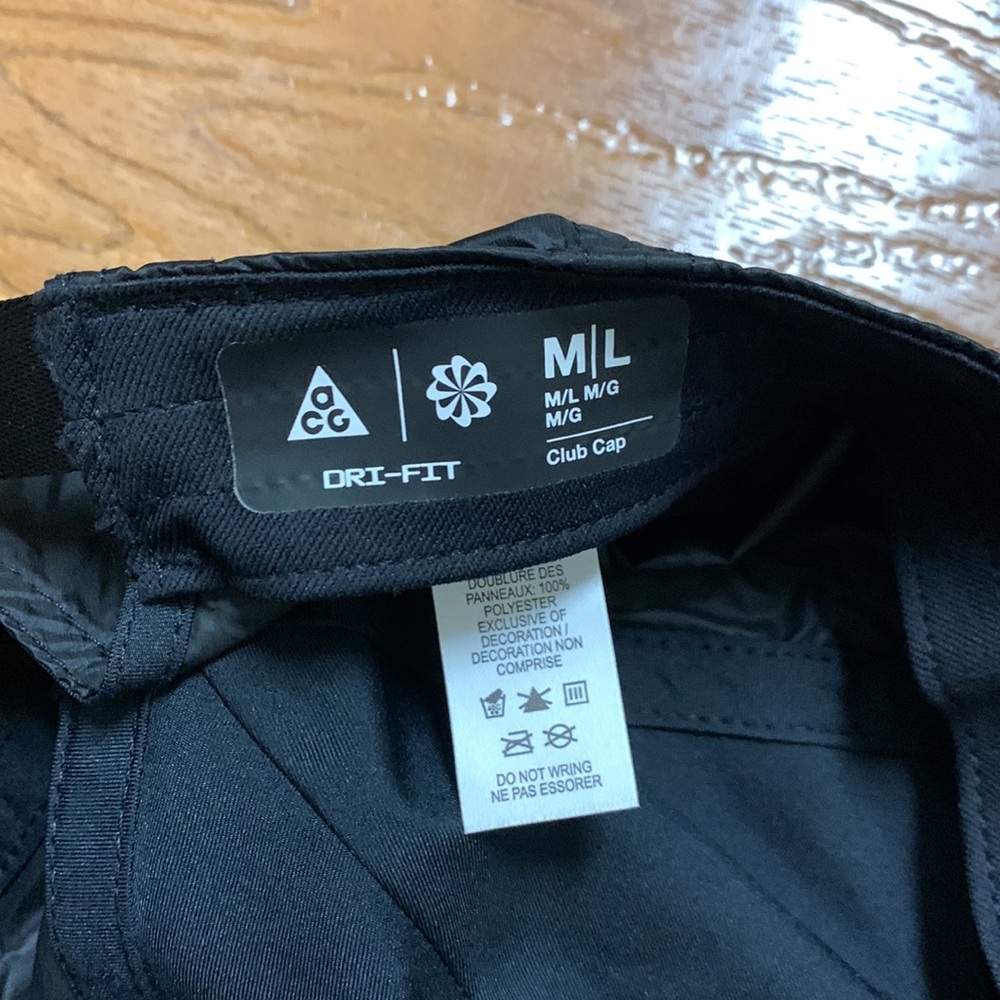 acG
DRI-FIT
M|L
M/L M/G
M/G
Club Cap
DOUBLURE DES
PANNEAUX: 100%
POLYESTER
EXCLUSIVE OF
DECORATION /
DECORATION NON
COMPRISE
DO NOT WRING
NE PAS ESSORER